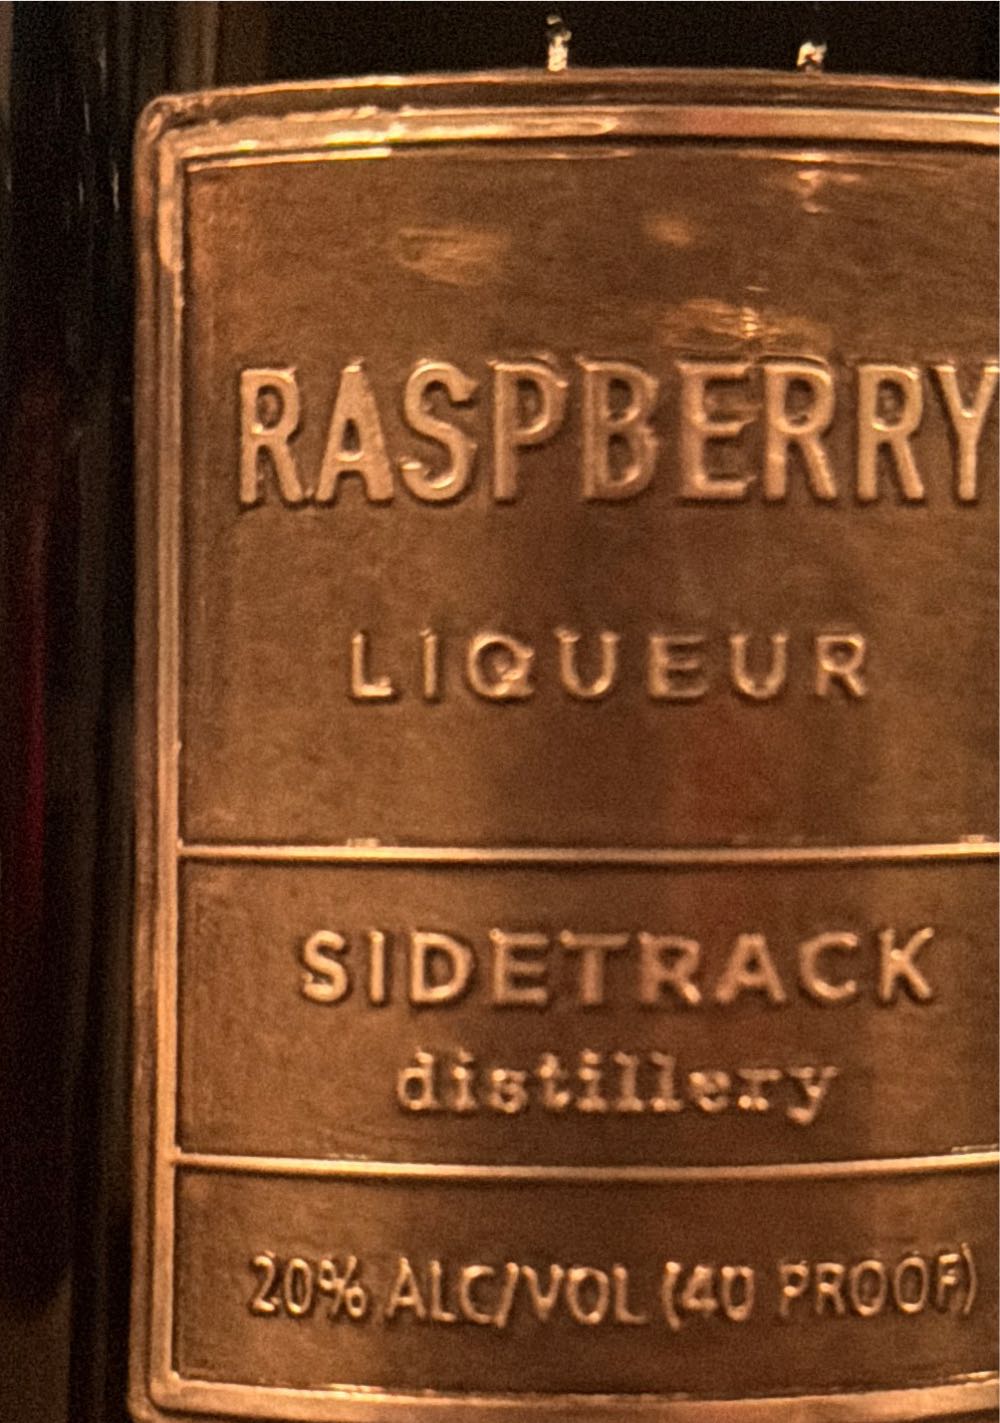 RASPBERRY
LIQUEUR
SIDETRACK
distillery
20% ALC/VOL (40 PROOF)